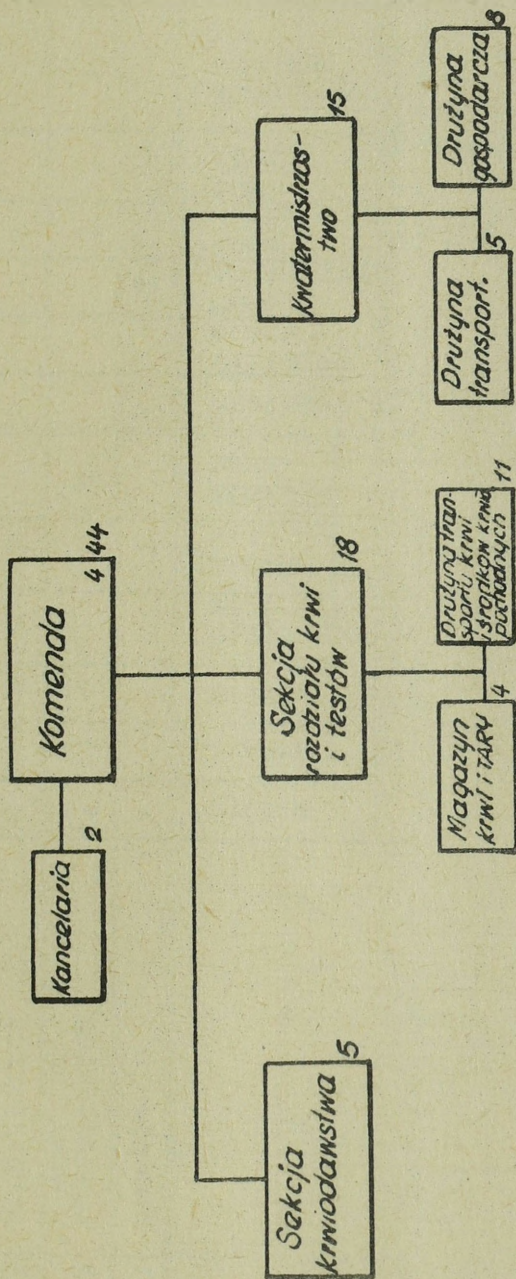 Komenda
4 44
Kancelaria
2
Sekcja
krwiodawstwa
5
Sekcja
rozdziału krwi
i testów
18
Kwatermistrzos-
two
15
Magazyn
krwi i TARY
4
Drużyna tran-
sportu krwi
i środków krwio
pochodnych
11
Drużyna
transport.
5
Drużyna
gospodarcza
8